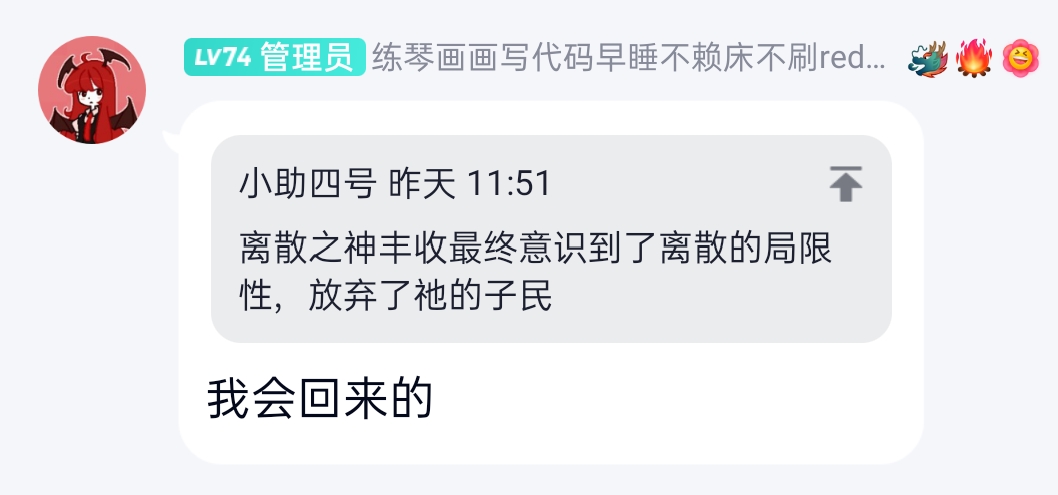 LV74 管理员 练琴画画写代码早睡不赖床不刷red...
小助四号 昨天 11:51
离散之神丰收最终意识到了离散的局限
性，放弃了祂的子民
我会回来的